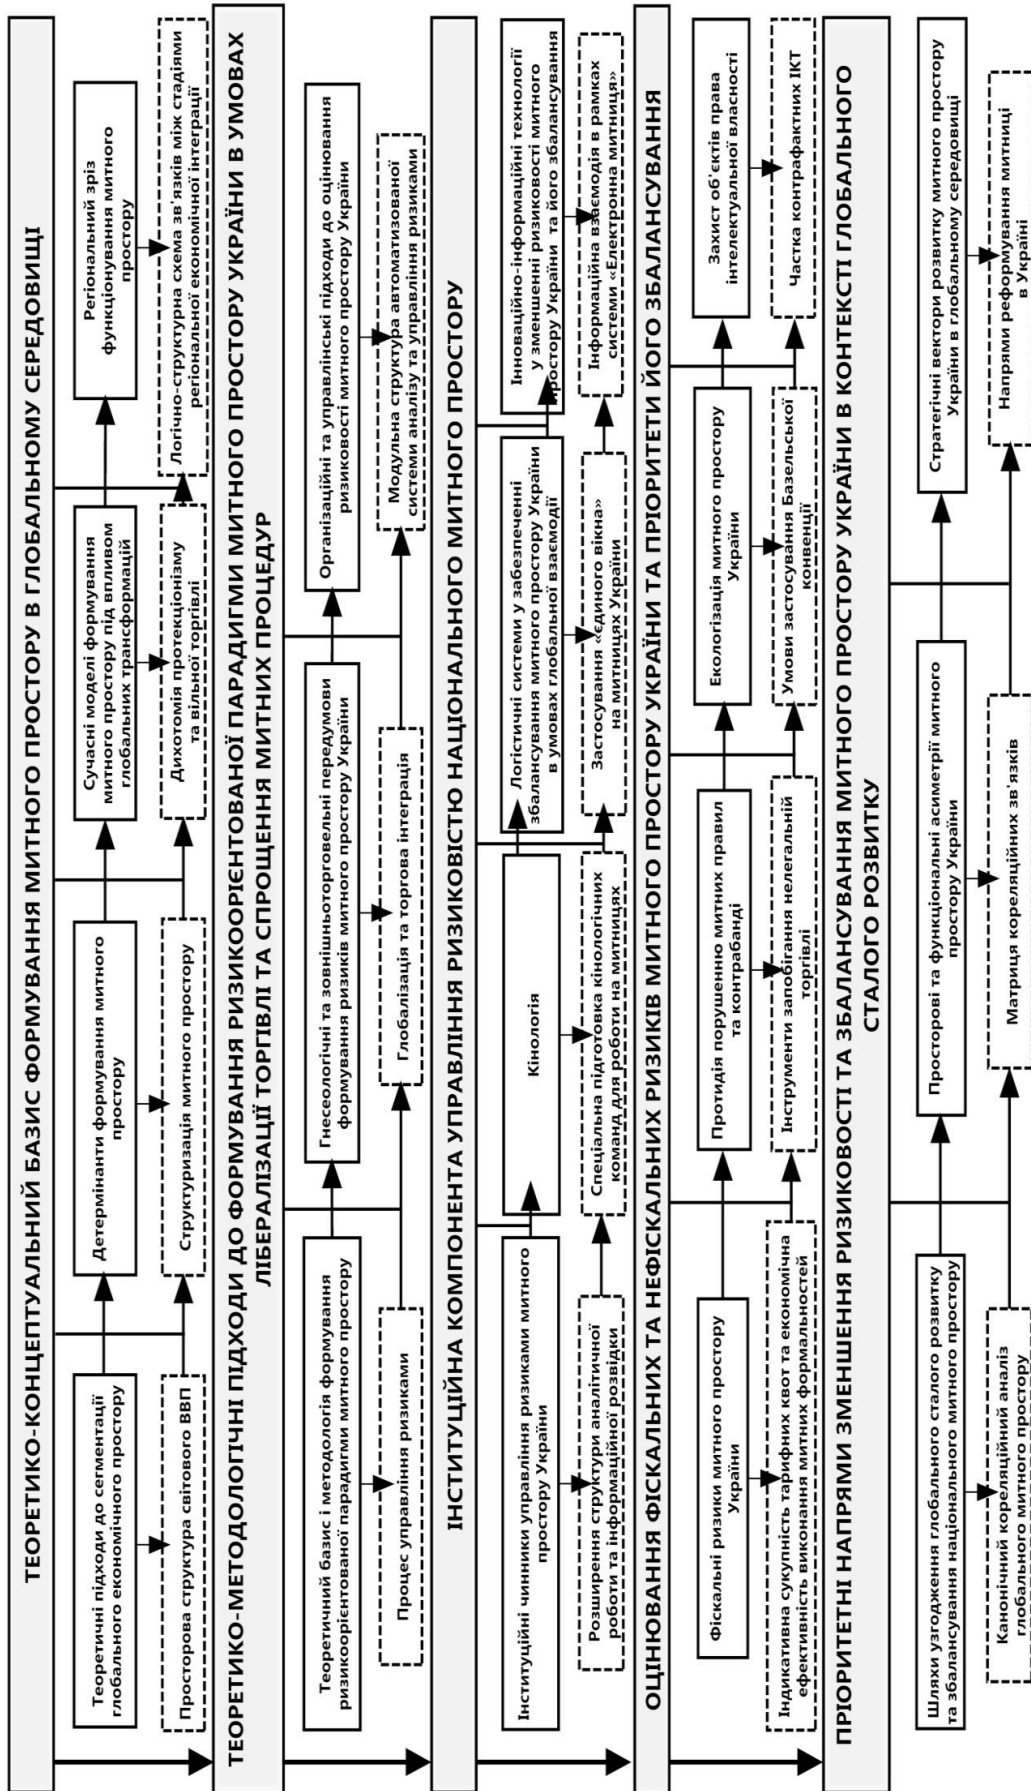 ТЕОРЕТИКО-КОНЦЕПТУАЛЬНИЙ БАЗИС ФОРМУВАННЯ МИТНОГО ПРОСТОРУ В ГЛОБАЛЬНОМУ СЕРЕДОВИЩІ
Теоретичні підходи до сегментації
глобального економічного простору
Детермінанти формування митного
простору
Сучасні моделі формування
митного простору під впливом
глобальних трансформацій
Регіональний зріз
функціонування митного
простору
Просторова структура світового ВВП
Структуризація митного простору
Дихотомія протекціонізму
та вільної торгівлі
Логічно-структурна схема зв'язків між стадіями
регіональної економічної інтеграції
ТЕОРЕТИКО-МЕТОДОЛОГІЧНІ ПІДХОДИ ДО ФОРМУВАННЯ РИЗИКООРІЄНТОВАНОЇ ПАРАДИГМИ МИТНОГО ПРОСТОРУ УКРАЇНИ В УМОВАХ
ЛІБЕРАЛІЗАЦІЇ ТОРГІВЛІ ТА СПРОЩЕННЯ МИТНИХ ПРОЦЕДУР
Теоретичний базис і методологія формування
ризикоорієнтованої парадигми митного простору
Гнесеологічні та зовнішньоторговельні передумови
формування ризиків митного простору України
Організаційні та управлінські підходи до оцінювання
ризиковості митного простору України
Процес управління ризиками
Глобалізація та торгова інтеграція
Модульна структура автоматизованої
системи аналізу та управління ризиками
ІНСТИТУЦІЙНА КОМПОНЕНТА УПРАВЛІННЯ РИЗИКОВІСТЮ НАЦІОНАЛЬНОГО МИТНОГО ПРОСТОРУ
Інституційні чинники управління ризиками митного
простору України
Кінологія
Логістичні системи у забезпеченні
збалансування митного простору України
в умовах глобальної взаємодії
Інноваційно-інформаційні технології
у зменшенні ризиковості митного
простору України та його збалансування
Розширення структури аналітичної
роботи та інформаційної розвідки
Спеціальна підготовка кінологічних
команд для роботи на митницях
Застосування «єдиного вікна»
на митницях України
Інформаційна взаємодія в рамках
системи «Електронна митниця»
ОЦІНЮВАННЯ ФІСКАЛЬНИХ ТА НЕФІСКАЛЬНИХ РИЗИКІВ МИТНОГО ПРОСТОРУ УКРАЇНИ ТА ПРІОРИТЕТИ ЙОГО ЗБАЛАНСУВАННЯ
Фіскальні ризики митного простору
України
Протидія порушенню митних правил
та контрабанді
Екологізація митного простору
України
Захист об'єктів права
інтелектуальної власності
Індикативна сукупність тарифних квот та економічна
ефективність виконання митних формальностей
Інструменти запобігання нелегальній
торгівлі
Умови застосування Базельської
конвенції
Частка контрафактних ІКТ
ПРІОРИТЕТНІ НАПРЯМИ ЗМЕНШЕННЯ РИЗИКОВОСТІ ТА ЗБАЛАНСУВАННЯ МИТНОГО ПРОСТОРУ УКРАЇНИ В КОНТЕКСТІ ГЛОБАЛЬНОГО
СТАЛОГО РОЗВИТКУ
Шляхи узгодження глобального сталого розвитку
та збалансування національного митного простору
Просторові та функціональні асиметрії митного
простору України
Стратегічні вектори розвитку митного простору
України в глобальному середовищі
Канонічний кореляційний аналіз
глобального митного простору
Матриця кореляційних зв'язків
Напрями реформування митниці
в Україні